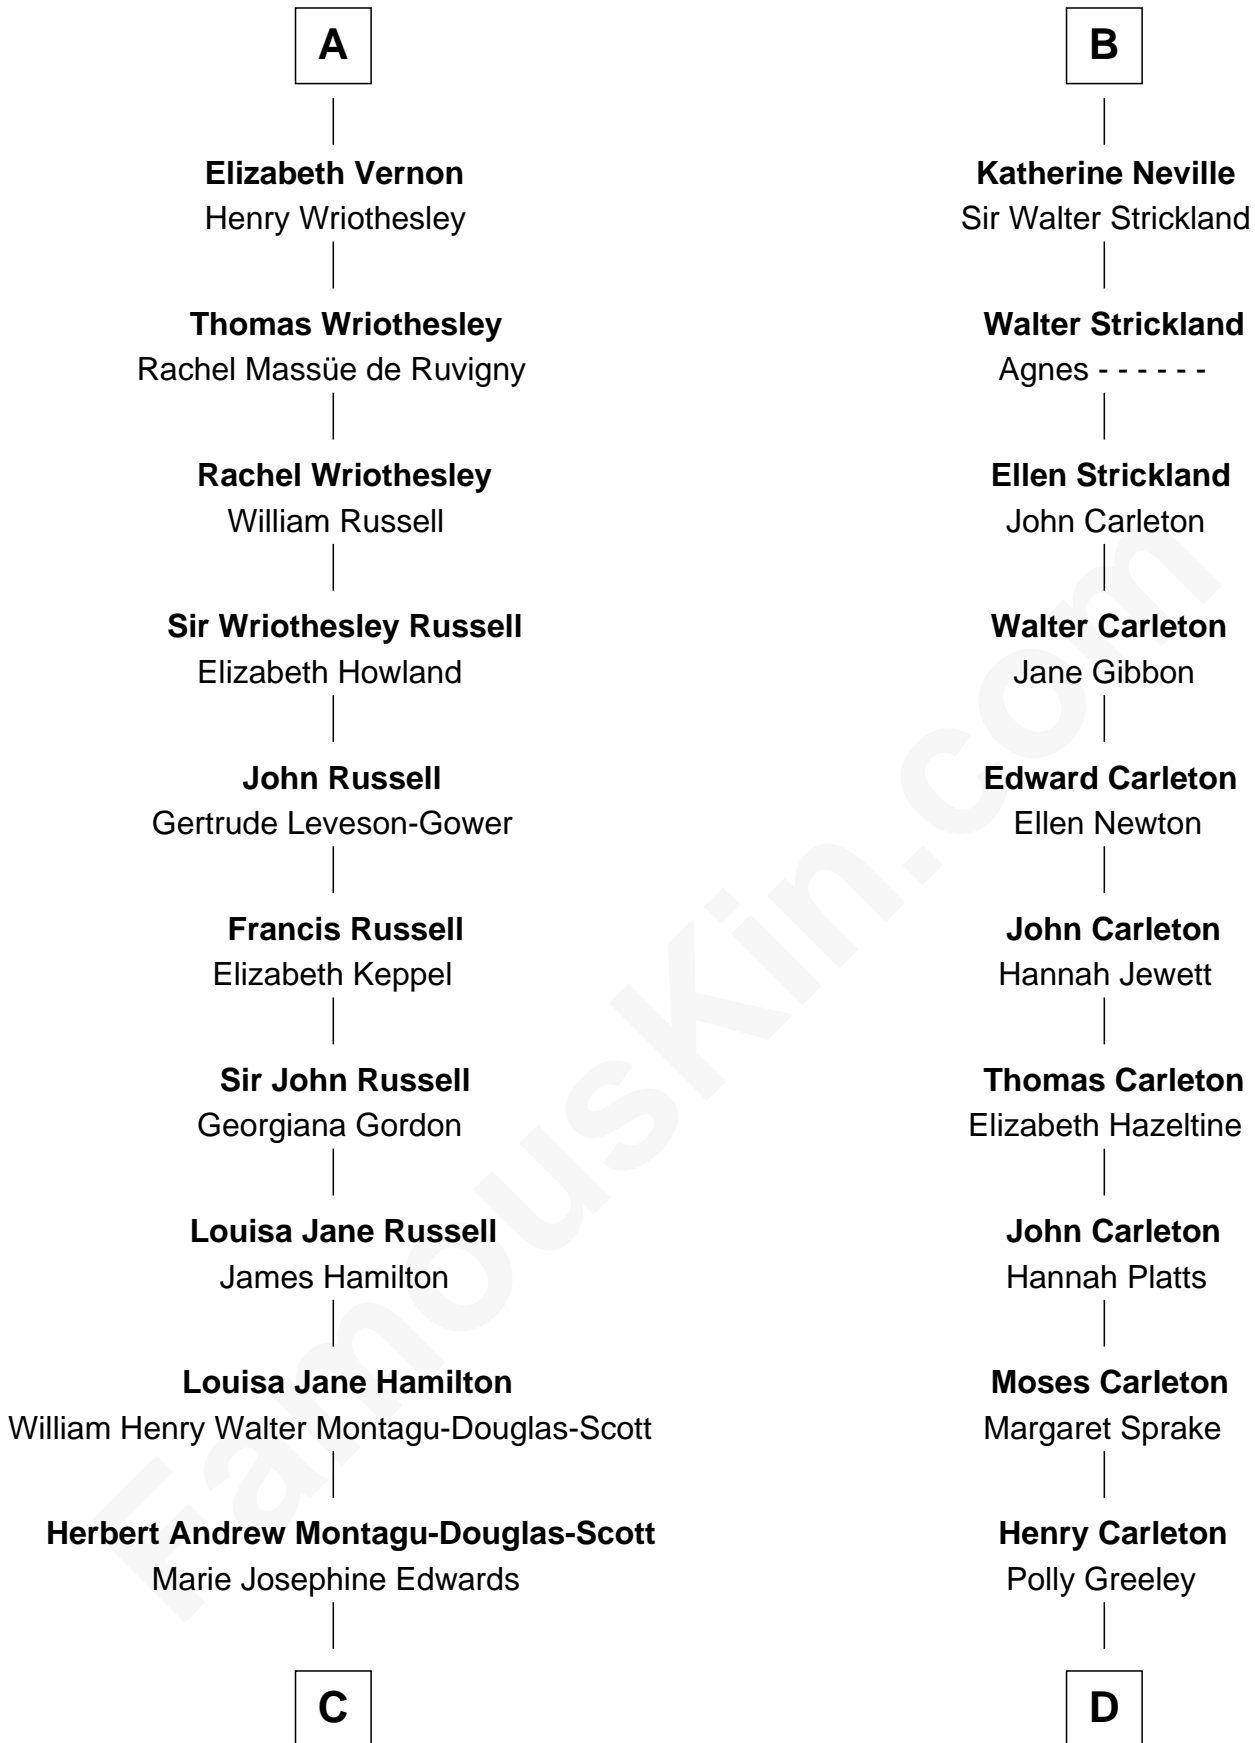 A
Elizabeth Vernon
Henry Wriothesley
Thomas Wriothesley
Rachel Massüe de Ruvigny
Rachel Wriothesley
William Russell
Sir Wriothesley Russell
Elizabeth Howland
John Russell
Gertrude Leveson-Gower
Francis Russell
Elizabeth Keppel
Sir John Russell
Georgiana Gordon
Louisa Jane Russell
James Hamilton
Louisa Jane Hamilton
William Henry Walter Montagu-Douglas-Scott
Herbert Andrew Montagu-Douglas-Scott
Marie Josephine Edwards
C
B
Katherine Neville
Sir Walter Strickland
Walter Strickland
Agnes - - - - - -
Ellen Strickland
John Carleton
Walter Carleton
Jane Gibbon
Edward Carleton
Ellen Newton
John Carleton
Hannah Jewett
Thomas Carleton
Elizabeth Hazeltine
John Carleton
Hannah Platts
Moses Carleton
Margaret Sprake
Henry Carleton
Polly Greeley
D
FamousKin.com